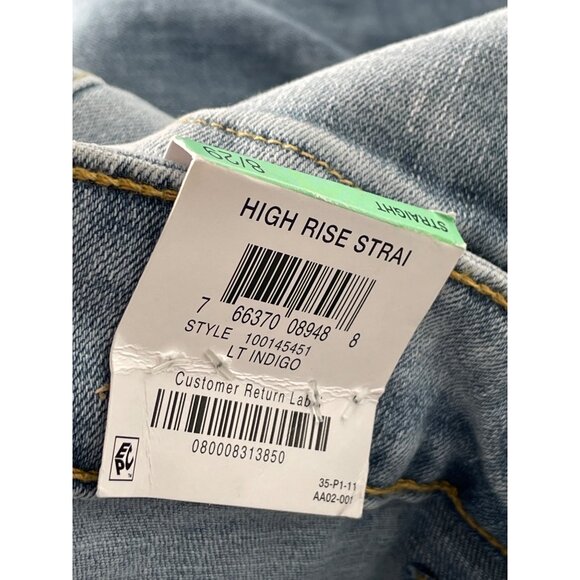 8/29
STRAIGHT
HIGH RISE STRAI
7 66370 08948 8
STYLE 100145451
LT INDIGO
Customer Return Lab
080008313850
EPC
35-P1-11
AA02-001